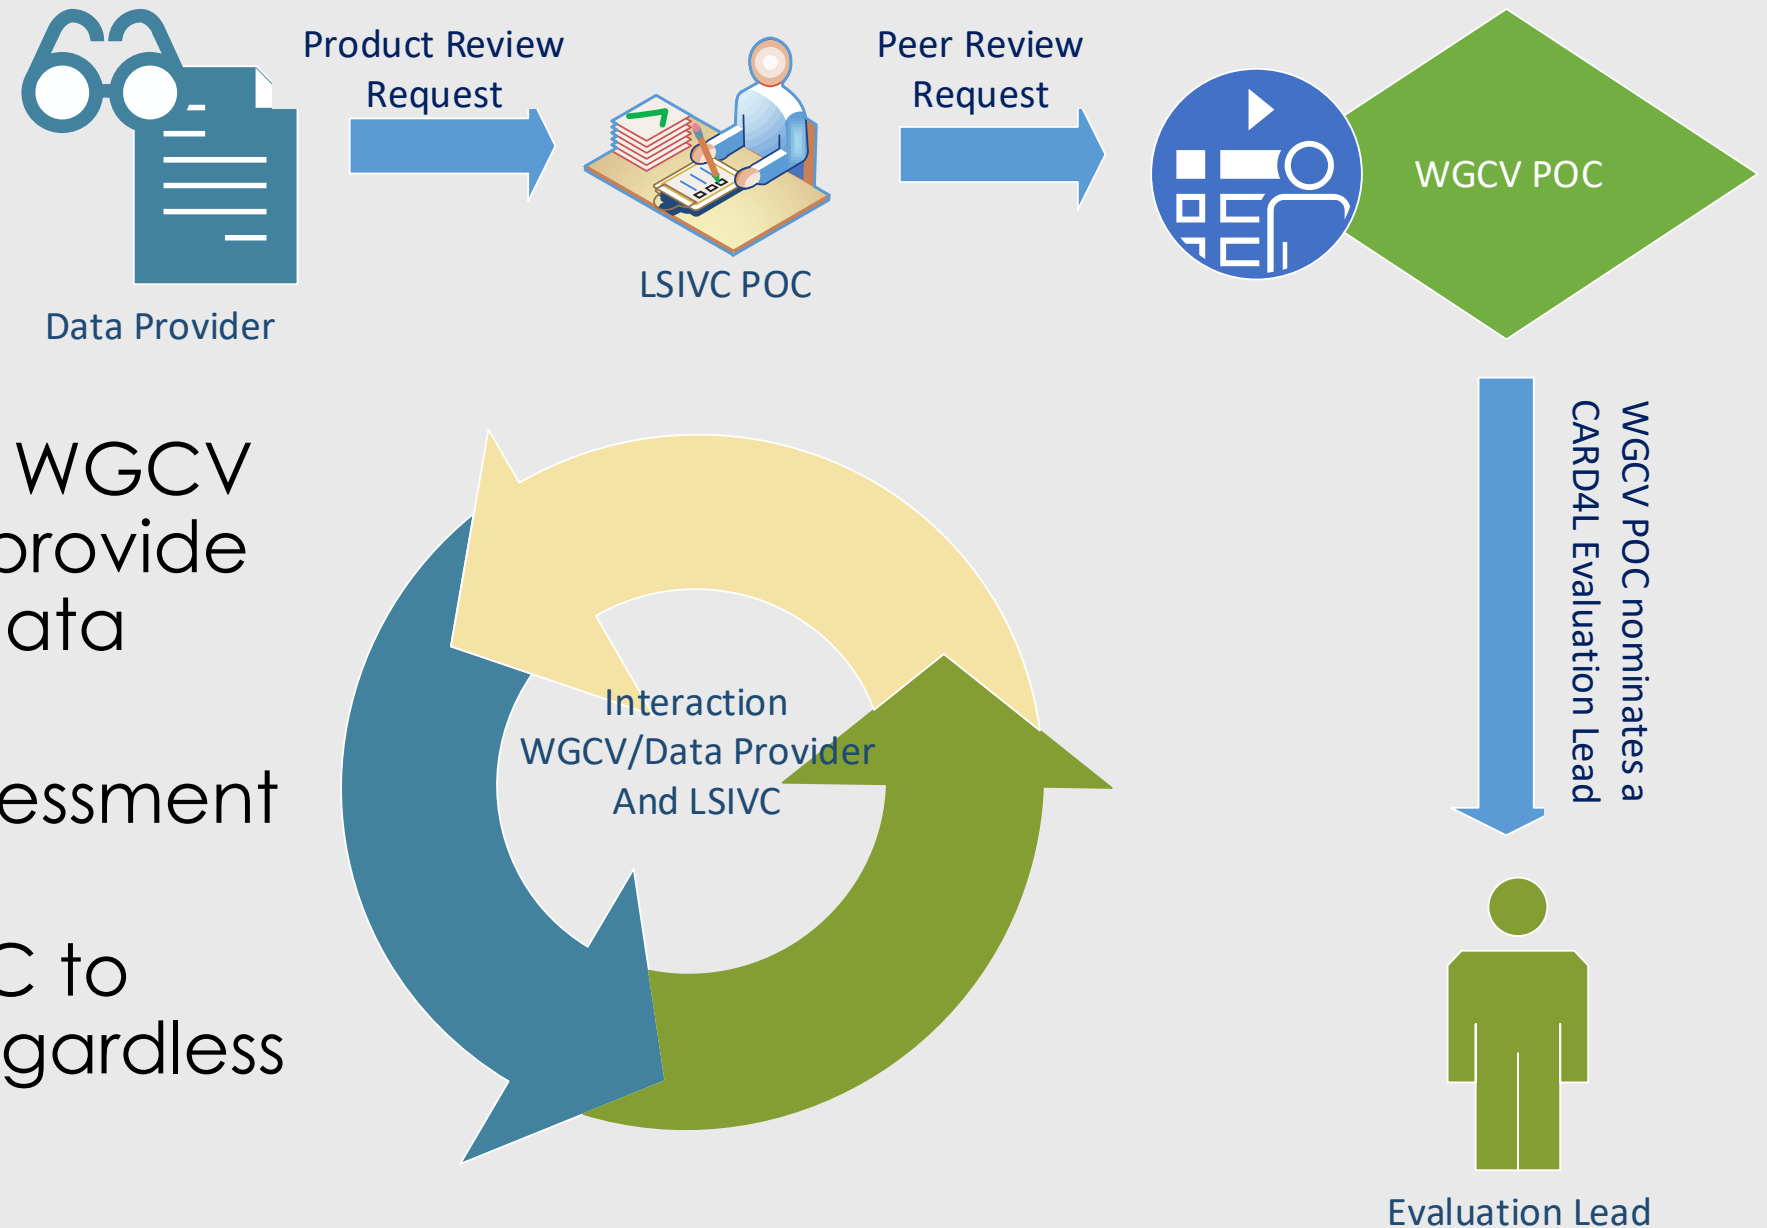 Product Review
Request
Peer Review
Request
WGCV POC
LSIVC POC
Data Provider
WGCV POC nominates a
CARD4L Evaluation Lead
WGCV
provide
ata
essment
C to
gardless
Interaction
WGCV/Data Provider
And LSIVC
Evaluation Lead